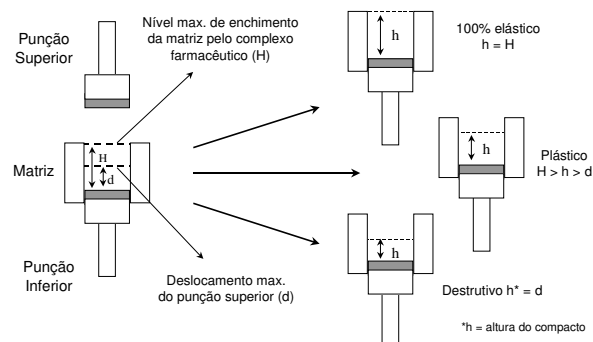 Punção
Superior
Nível max. de enchimento
da matriz pelo complexo
farmacêutico (H)
h
100% elástico
h = H
Matriz
H
d
h
Plástico
H > h > d
Punção
Inferior
Deslocamento max.
do punção superior (d)
h
Destrutivo h* = d
*h = altura do compacto